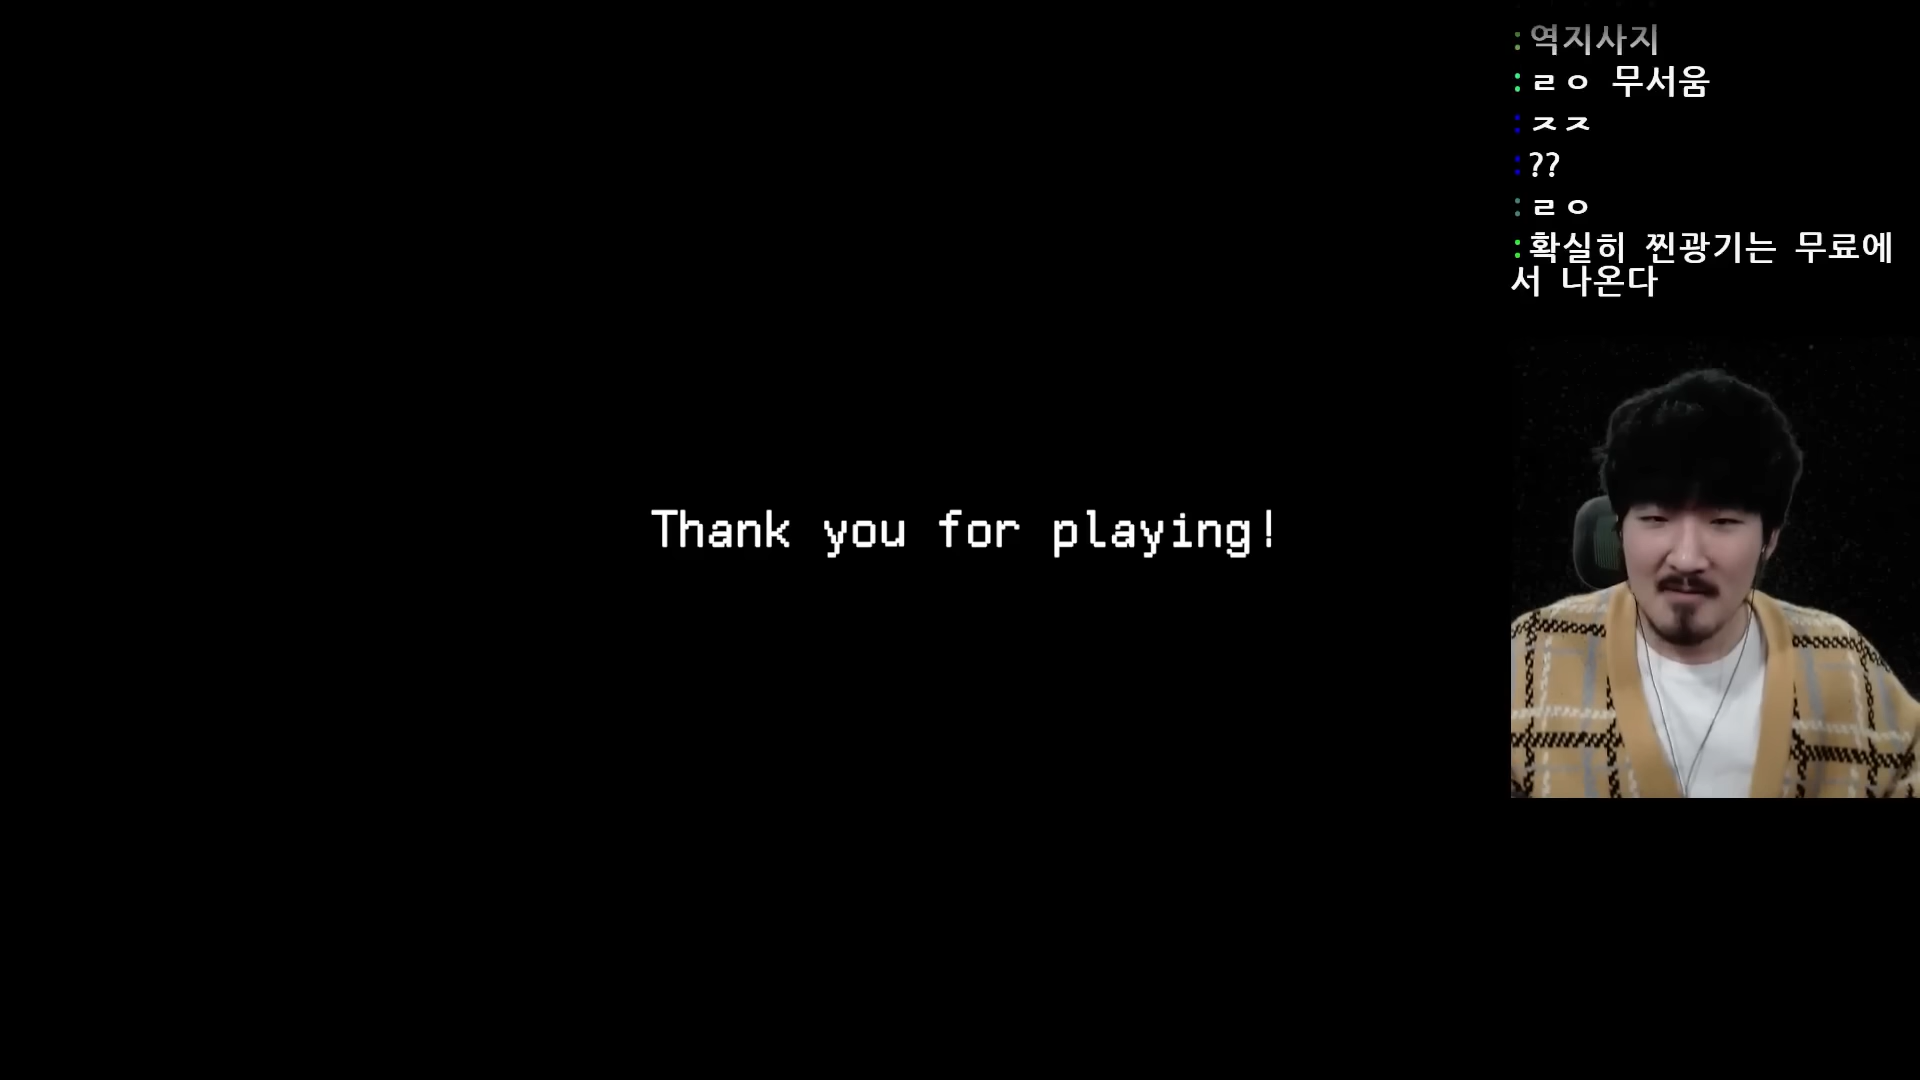 :역지사지
:ㄹㅇ 무서움
:ㅈㅈ
:??
:ㄹㅇ
:확실히 찐광기는 무료에
서 나온다
Thank you for playing!